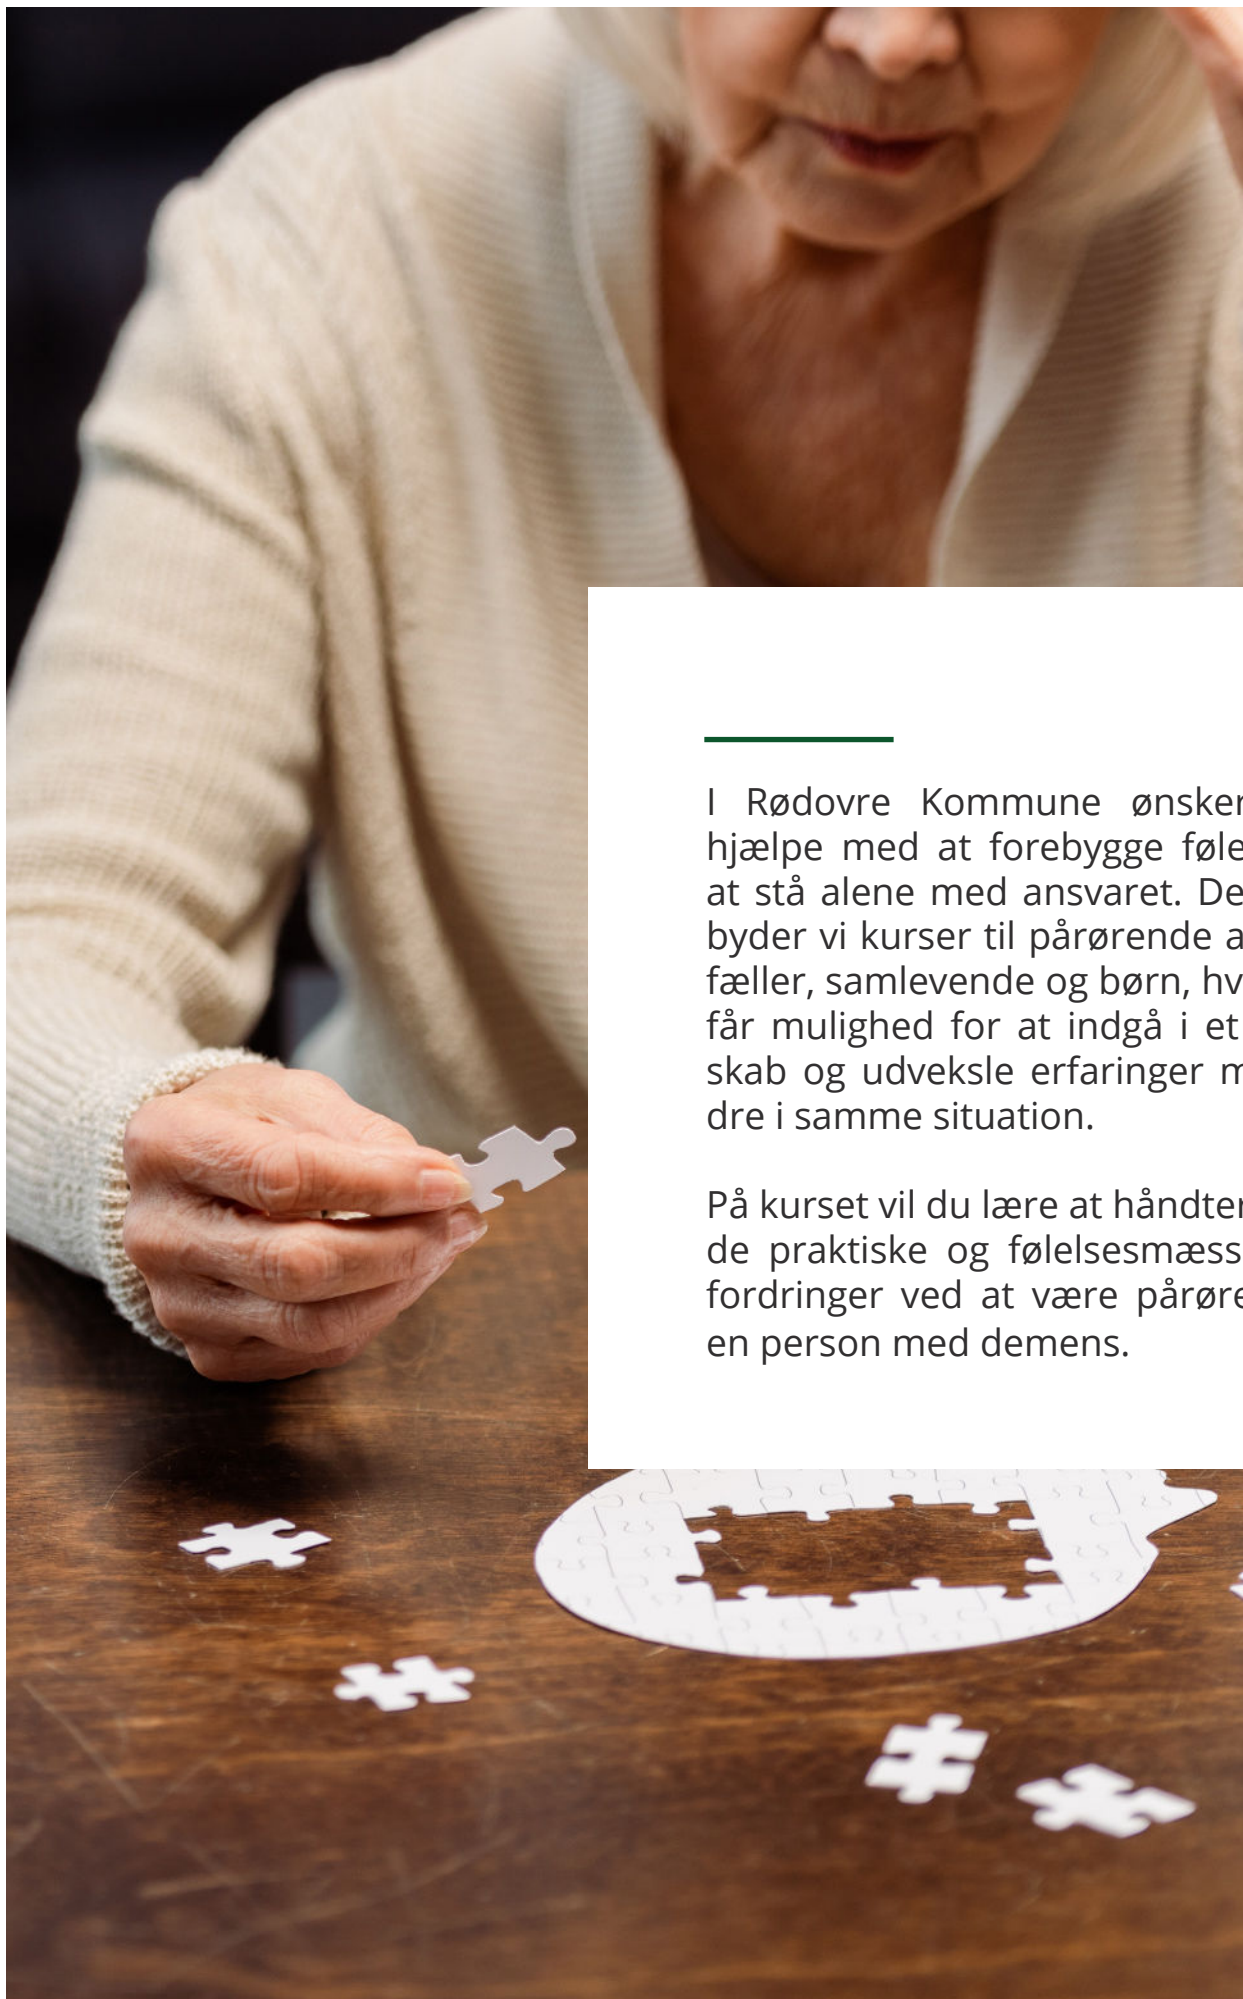 I Rødovre Kommune ønsker
hjælpe med at forebygge føle
at stå alene med ansvaret. De
byder vi kurser til pårørende a
fæller, samlevende og børn, hv
får mulighed for at indgå i et
skab og udveksle erfaringer m
dre i samme situation.
På kurset vil du lære at håndter
de praktiske og følelsesmæss
fordringer ved at være pårøre
en person med demens.